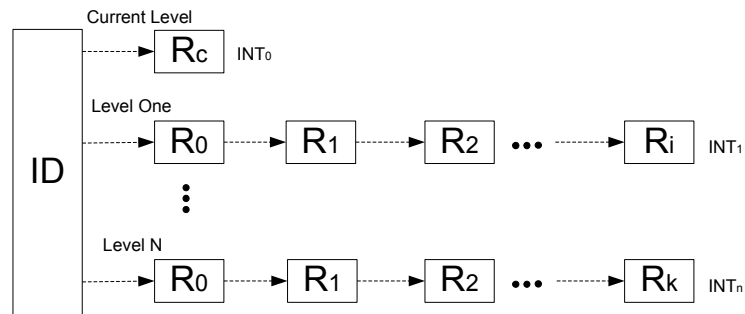 Current Level
Rc INT0
Level One
R0 R1 R2 ••• Ri INT1
ID
Level N
R0 R1 R2 ••• Rk INTn